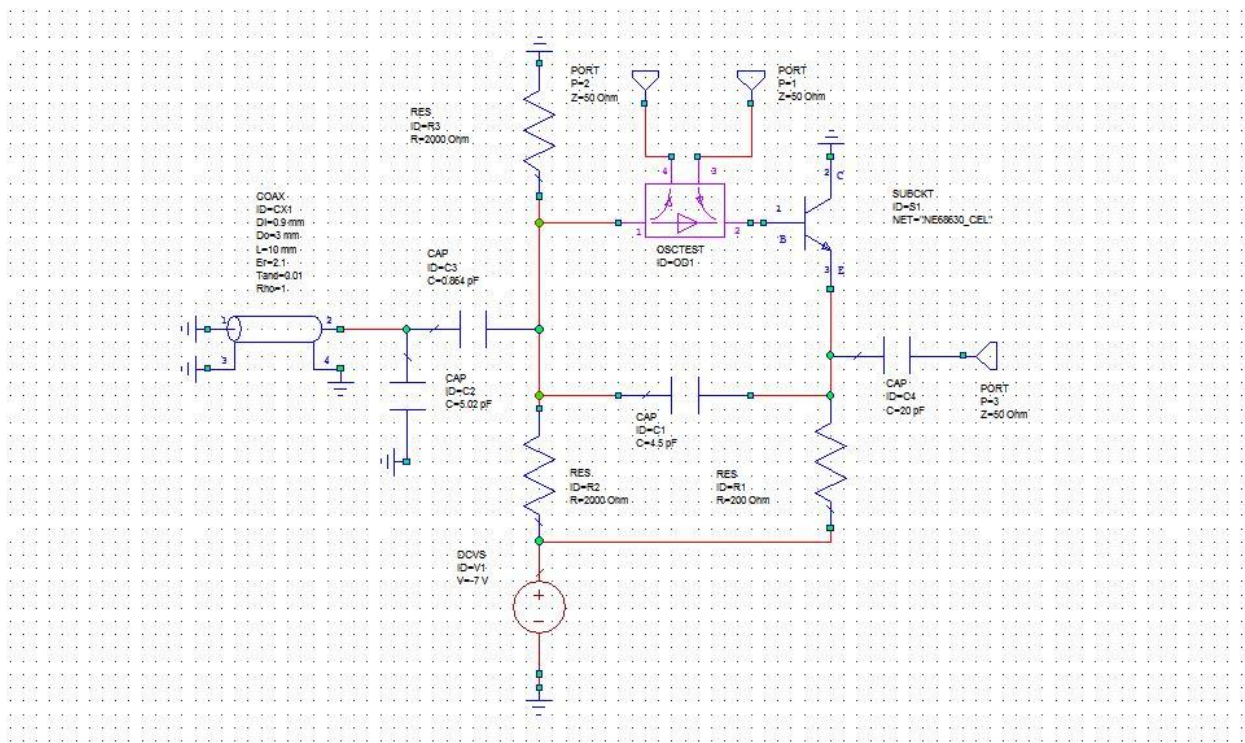 PORT
P=2
Z=50 Ohm
PORT
P=1
Z=50 Ohm
RES
ID=R3
R=2000 Ohm
4
3
2
C
SUBCKT
ID=S1
NET="NE68630_CEL"
COAX
ID=CX1
Di=0.9 mm
Do=3 mm
L=10 mm
Er=2.1
Tand=0.01
Rho=1
1
2
1
B
OSCTEST
ID=OD1
CAP
ID=C3
C=0.864 pF
3
E
1
2
3
4
CAP
ID=C2
C=5.02 pF
CAP
ID=C1
C=4.5 pF
CAP
ID=C4
C=20 pF
PORT
P=3
Z=50 Ohm
RES
ID=R2
R=2000 Ohm
RES
ID=R1
R=200 Ohm
DCVS
ID=V1
V=-7 V